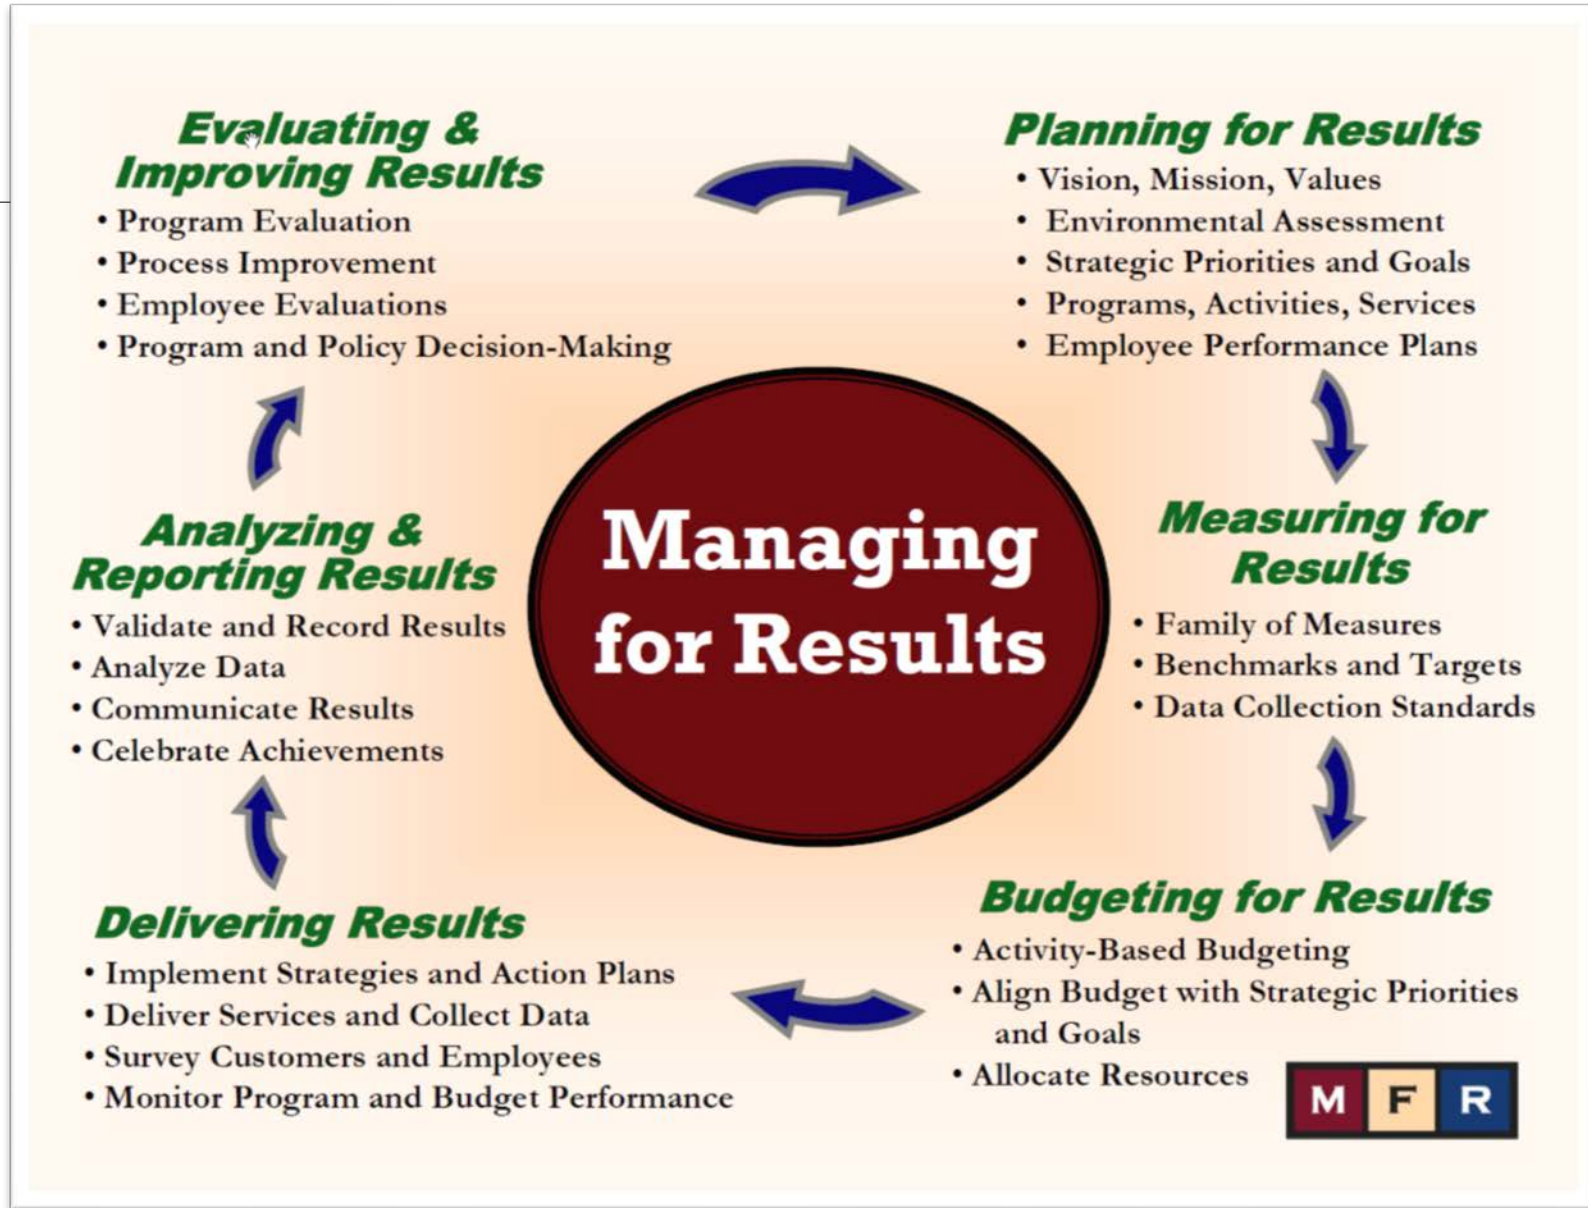 Evaluating &
Improving Results
• Program Evaluation
• Process Improvement
• Employee Evaluations
• Program and Policy Decision-Making
Planning for Results
• Vision, Mission, Values
• Environmental Assessment
• Strategic Priorities and Goals
• Programs, Activities, Services
• Employee Performance Plans
Analyzing &
Reporting Results
• Validate and Record Results
• Analyze Data
• Communicate Results
• Celebrate Achievements
Managing
for Results
Measuring for
Results
• Family of Measures
• Benchmarks and Targets
• Data Collection Standards
Delivering Results
• Implement Strategies and Action Plans
• Deliver Services and Collect Data
• Survey Customers and Employees
• Monitor Program and Budget Performance
Budgeting for Results
• Activity-Based Budgeting
• Align Budget with Strategic Priorities
and Goals
• Allocate Resources
M F R